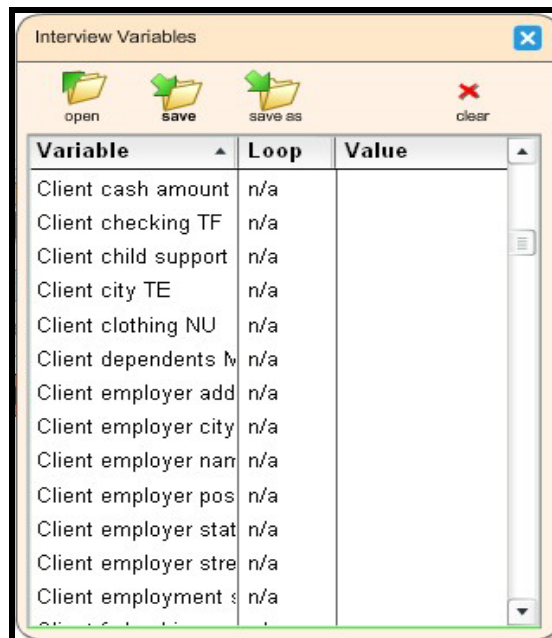 Interview Variables
open save save as clear
Variable Loop Value
Client cash amount n/a
Client checking TF n/a
Client child support n/a
Client city TE n/a
Client clothing NU n/a
Client dependents n/a
Client employer add n/a
Client employer city n/a
Client employer nam n/a
Client employer pos n/a
Client employer stat n/a
Client employer stre n/a
Client employment s n/a